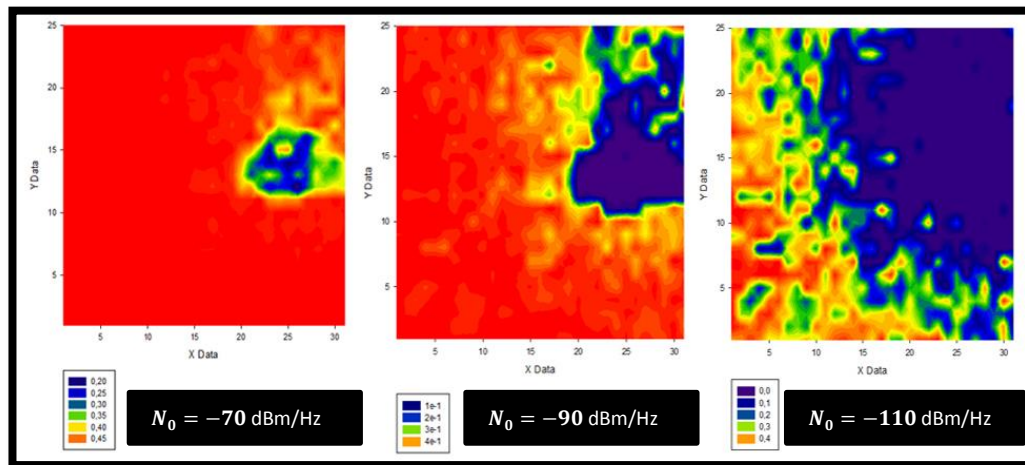 25
20
15
10
5
Y Data
5 10 15 20 25 30
X Data
0,20
0,25
0,30
0,35
0,40
0,45
N₀ = −70 dBm/Hz
25
20
15
10
5
Y Data
5 10 15 20 25 30
X Data
1e-1
2e-1
3e-1
4e-1
N₀ = −90 dBm/Hz
25
20
15
10
5
Y Data
5 10 15 20 25 30
X Data
0,0
0,1
0,2
0,3
0,4
N₀ = −110 dBm/Hz